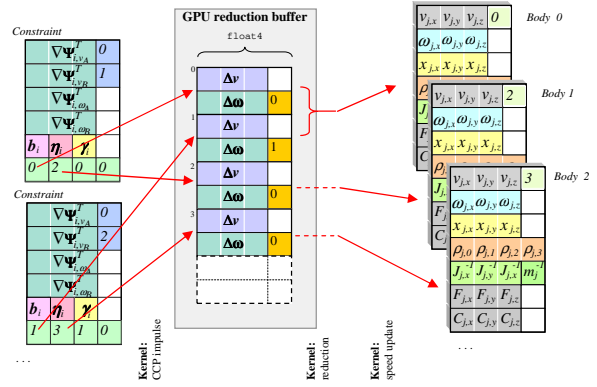 Constraint
∇Ψ^T_{i,v_A} 0
∇Ψ^T_{i,v_B} 1
∇Ψ^T_{i,ω_A}
∇Ψ^T_{i,ω_B}
b_i η_i γ_i
0 2 0 0
Constraint
∇Ψ^T_{i,v_A} 0
∇Ψ^T_{i,v_B} 2
∇Ψ^T_{i,ω_A}
∇Ψ^T_{i,ω_B}
b_i η_i γ_i
1 3 1 0
. . .
Kernel:
CCP impulse
GPU reduction buffer
float4
0
Δv
Δω 0
1
Δv
Δω 1
2
Δv
Δω 0
3
Δv
Δω 0
Kernel:
reduction
Kernel:
speed update
Body 0
v_{j,x} v_{j,y} v_{j,z} 0
ω_{j,x} ω_{j,y} ω_{j,z}
x_{j,x} x_{j,y} x_{j,z}
ρ
J
F
C
Body 1
v_{j,x} v_{j,y} v_{j,z} 2
ω_{j,x} ω_{j,y} ω_{j,z}
x_{j,x} x_{j,y} x_{j,z}
ρ
J
F
C
Body 2
v_{j,x} v_{j,y} v_{j,z} 3
ω_{j,x} ω_{j,y} ω_{j,z}
x_{j,x} x_{j,y} x_{j,z}
ρ_{j,0} ρ_{j,1} ρ_{j,2} ρ_{j,3}
J^{-1}_{j,x} J^{-1}_{j,y} J^{-1}_{j,x} m_j^{-1}
F_{j,x} F_{j,y} F_{j,z}
C_{j,x} C_{j,y} C_{j,z}
. . .